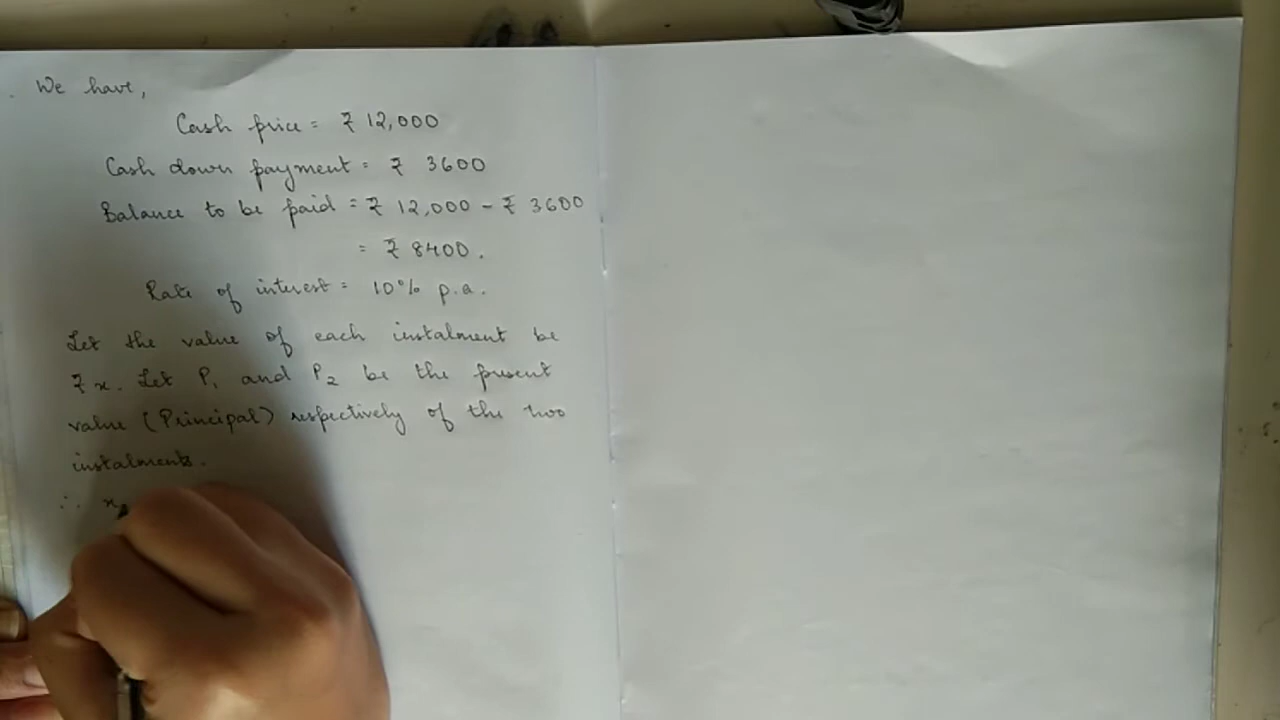 We have,
Cash price = ₹ 12,000
Cash down payment = ₹ 3600
Balance to be paid = ₹ 12,000 - ₹ 3600
= ₹ 8400.
Rate of interest = 10% p.a.
Let the value of each instalment be
₹ x. Let P₁ and P₂ be the present
value (Principal) respectively of the two
instalments.
∴ x